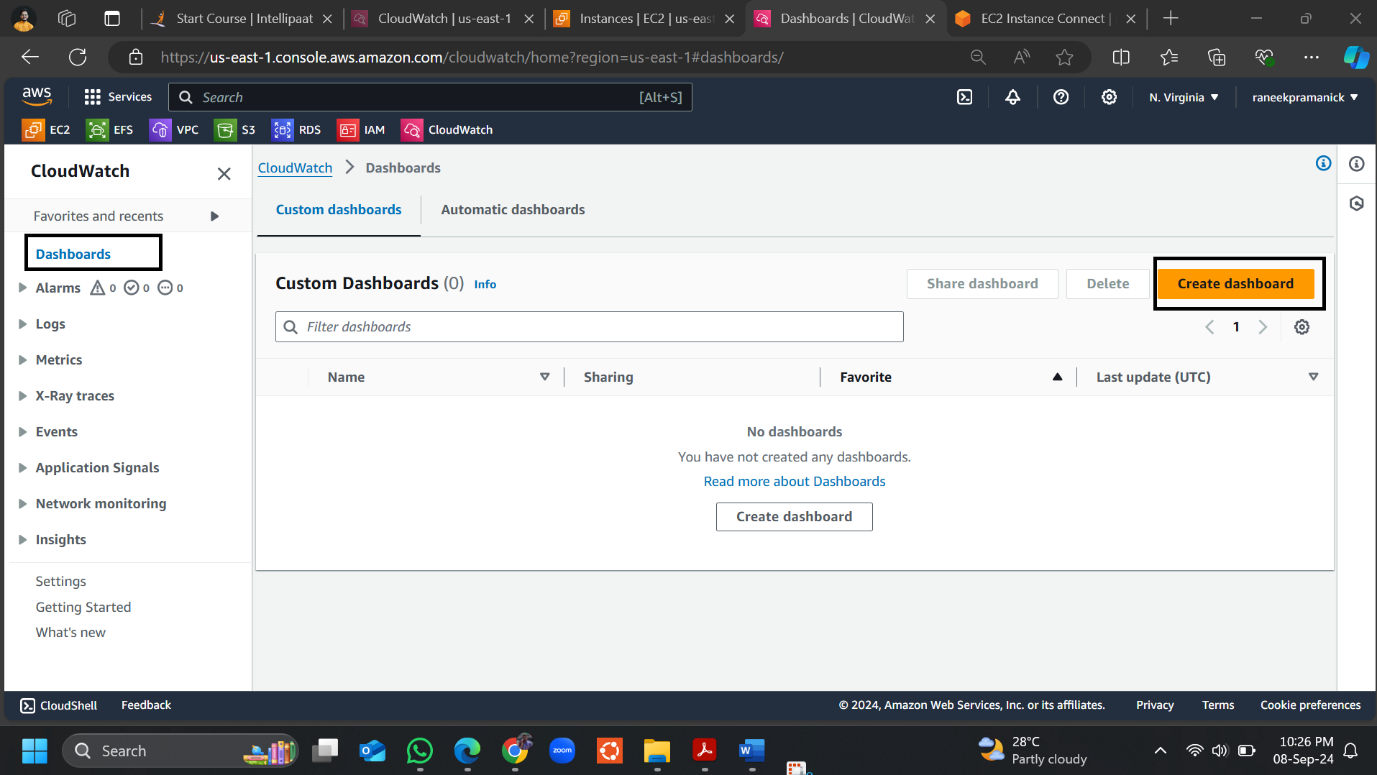 Start Course | Intellipaat
CloudWatch | us-east-1
Instances | EC2 | us-east
Dashboards | CloudWat
EC2 Instance Connect |
https://us-east-1.console.aws.amazon.com/cloudwatch/home?region=us-east-1#dashboards/
aws
Services
Search
[Alt+S]
N. Virginia
raneekpramanick
EC2
EFS
VPC
S3
RDS
IAM
CloudWatch
CloudWatch
Favorites and recents
Dashboards
Alarms 0 0 0
Logs
Metrics
X-Ray traces
Events
Application Signals
Network monitoring
Insights
Settings
Getting Started
What's new
CloudWatch > Dashboards
Custom dashboards
Automatic dashboards
Custom Dashboards (0) Info
Share dashboard
Delete
Create dashboard
Filter dashboards
1
Name
Sharing
Favorite
Last update (UTC)
No dashboards
You have not created any dashboards.
Read more about Dashboards
Create dashboard
CloudShell
Feedback
© 2024, Amazon Web Services, Inc. or its affiliates.
Privacy
Terms
Cookie preferences
Search
zoom
28°C
Partly cloudy
10:26 PM
08-Sep-24